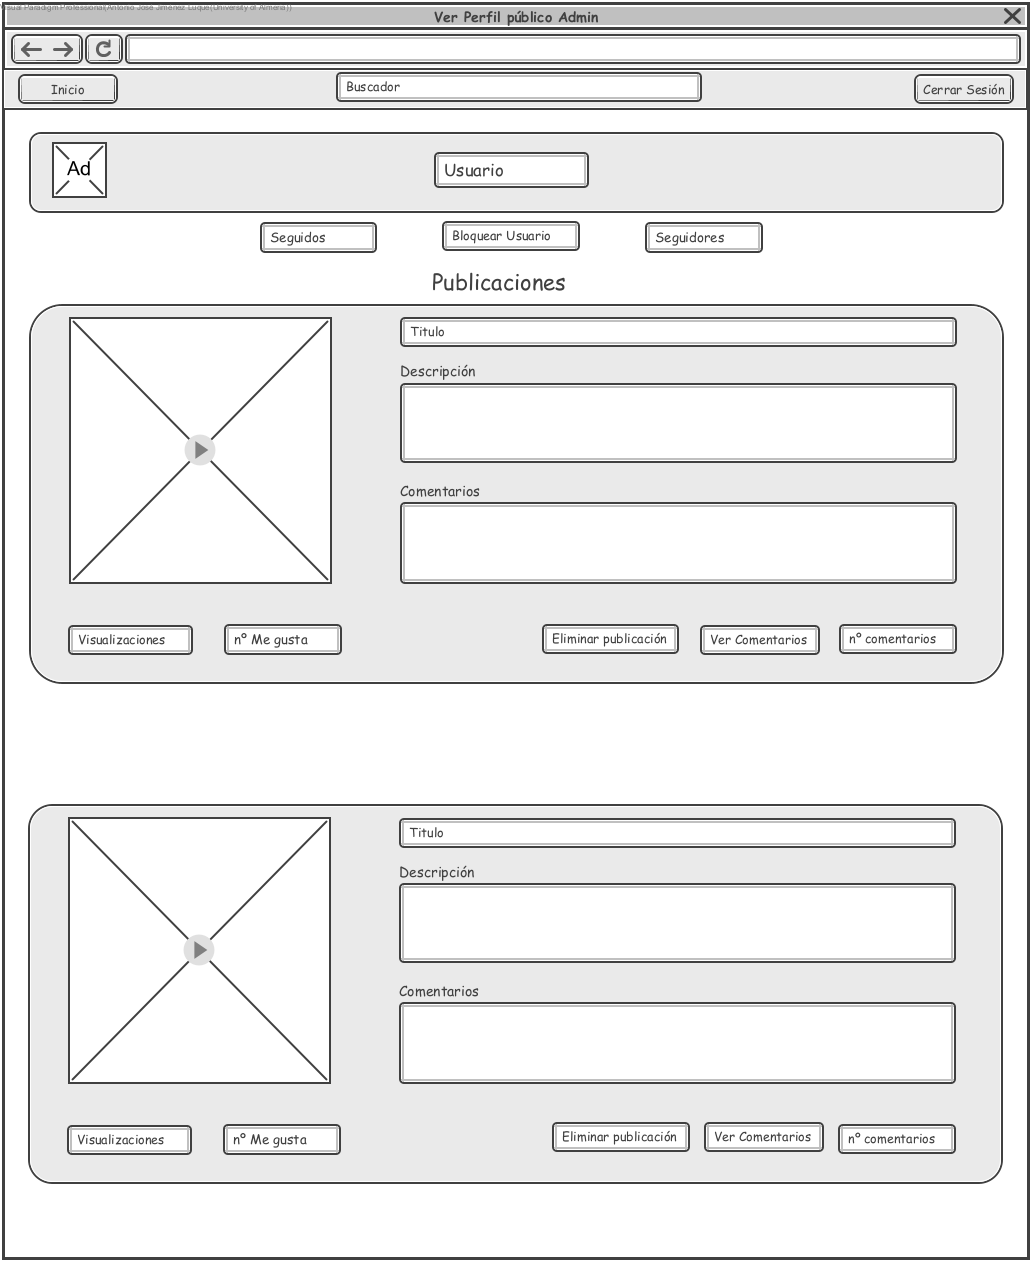 Visual Paradigm Professional(Antonio José Jiménez Luque(University of Almeria))
Ver Perfil público Admin
Inicio
Buscador
Cerrar Sesión
Ad
Usuario
Seguidos
Bloquear Usuario
Seguidores
Publicaciones
Titulo
Descripción
Comentarios
Visualizaciones
nº Me gusta
Eliminar publicación
Ver Comentarios
nº comentarios
Titulo
Descripción
Comentarios
Visualizaciones
nº Me gusta
Eliminar publicación
Ver Comentarios
nº comentarios